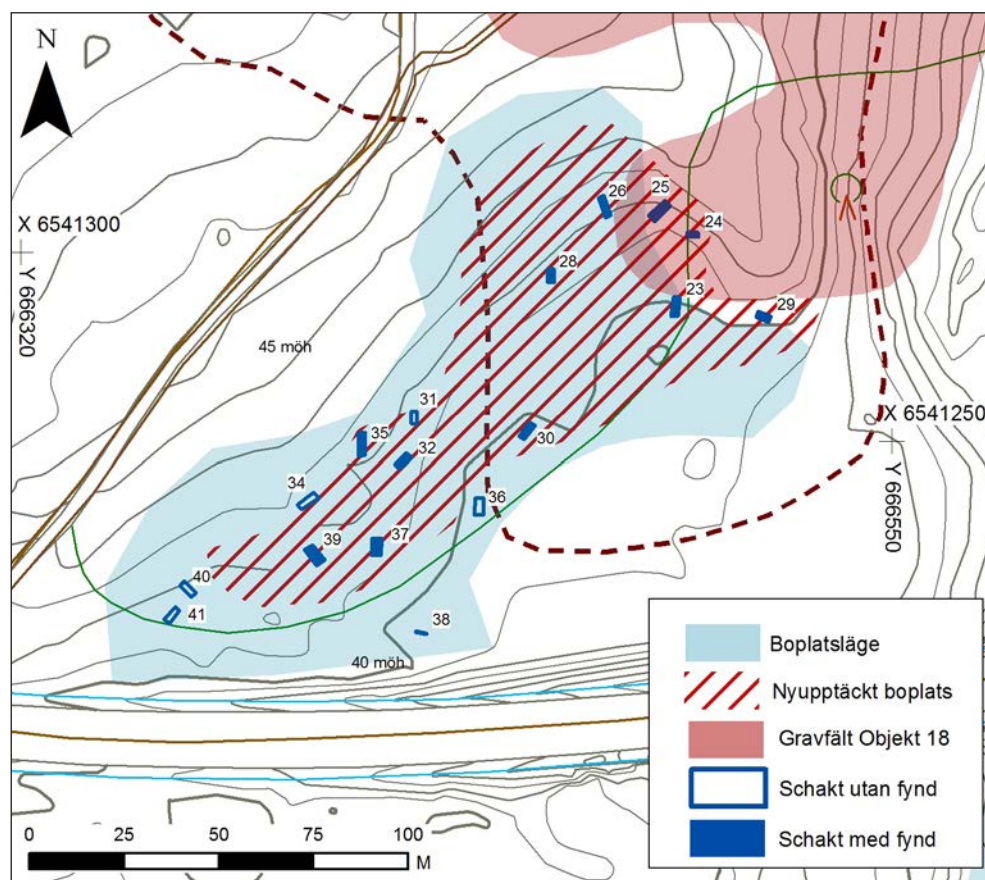 N
X 6541300
Y 666320
45 möh
26
25
24
28
23
29
31
35
32
30
34
36
39
37
40
41
38
40 möh
X 6541250
Y 666550
Boplatsläge
Nyupptäckt boplats
Gravfält Objekt 18
Schakt utan fynd
Schakt med fynd
0 25 50 75 100
M